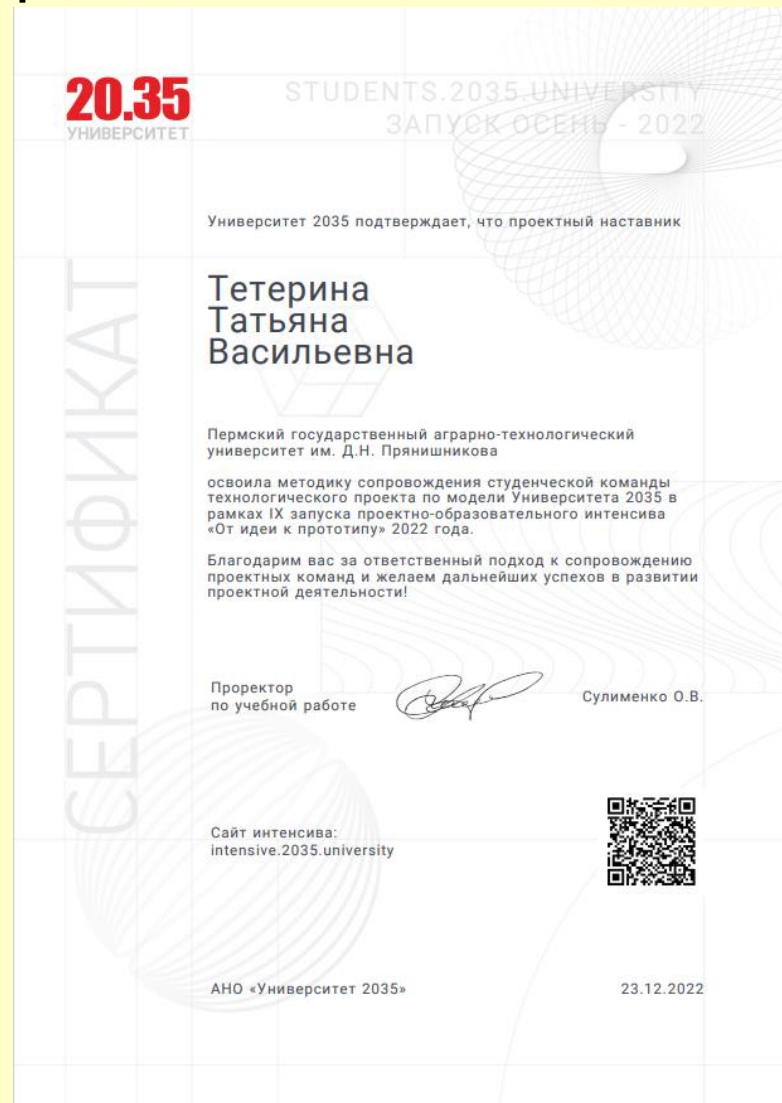 20.35
УНИВЕРСИТЕТ
STUDENTS.2035.UNIVERSITY
ЗАПУСК ОСЕНЬ - 2022
СЕРТИФИКАТ
Университет 2035 подтверждает, что проектный наставник
Тетерина
Татьяна
Васильевна
Пермский государственный аграрно-технологический
университет им. Д.Н. Прянишникова
освоила методику сопровождения студенческой команды
технологического проекта по модели Университета 2035 в
рамках IX запуска проектно-образовательного интенсива
«От идеи к прототипу» 2022 года.
Благодарим вас за ответственный подход к сопровождению
проектных команд и желаем дальнейших успехов в развитии
проектной деятельности!
Проректор
по учебной работе
Сулименко О.В.
Сайт интенсива:
intensive.2035.university
АНО «Университет 2035»
23.12.2022